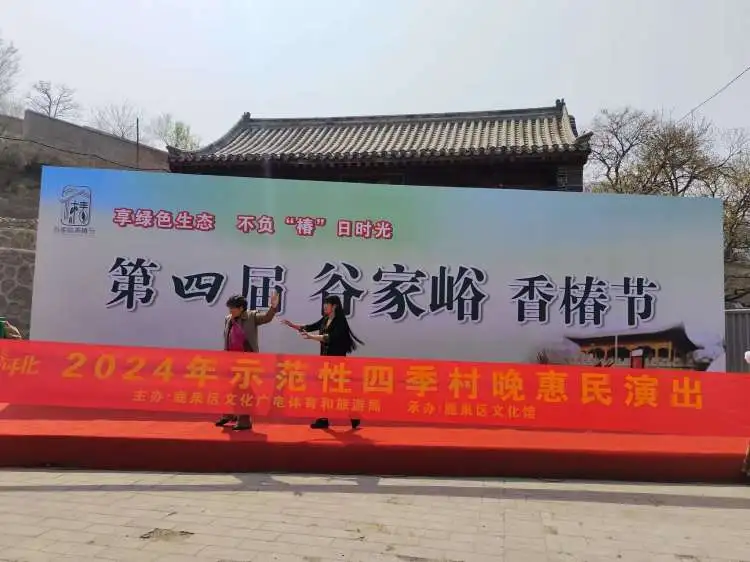 享绿色生态 不负“椿”日时光
第四届 谷家峪 香椿节
2024年示范性四季村晚惠民演出
主办:鹿泉区文化广电体育和旅游局 承办:鹿泉区文化馆